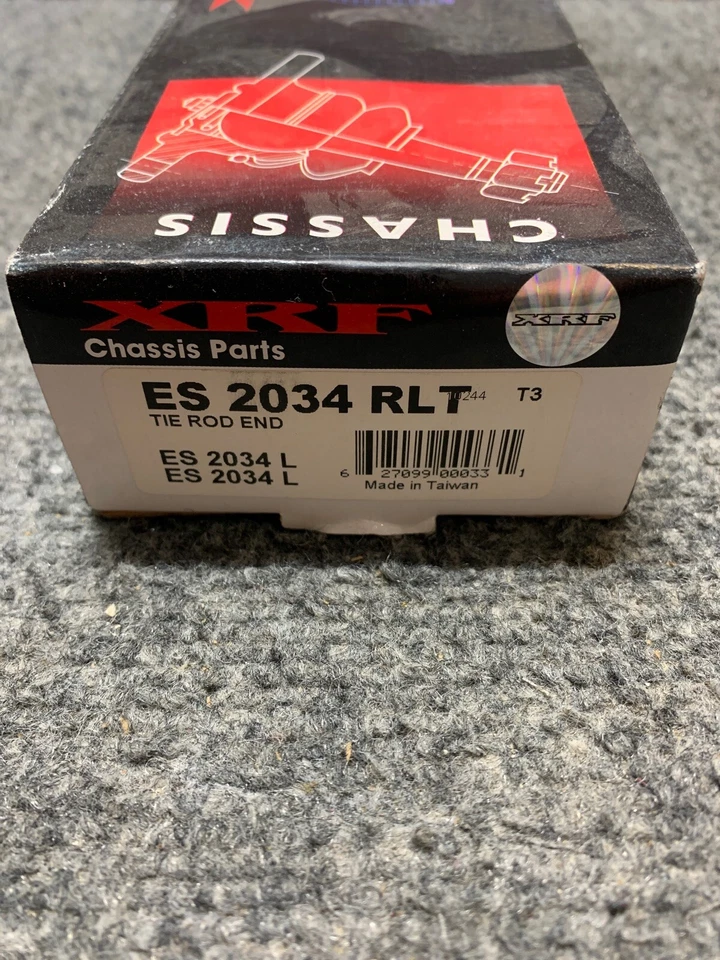 CHASSIS
XRF
XRF
Chassis Parts
ES 2034 RLT
10244
T3
TIE ROD END
ES 2034 L
ES 2034 L
6 27099 00033 1
Made in Taiwan